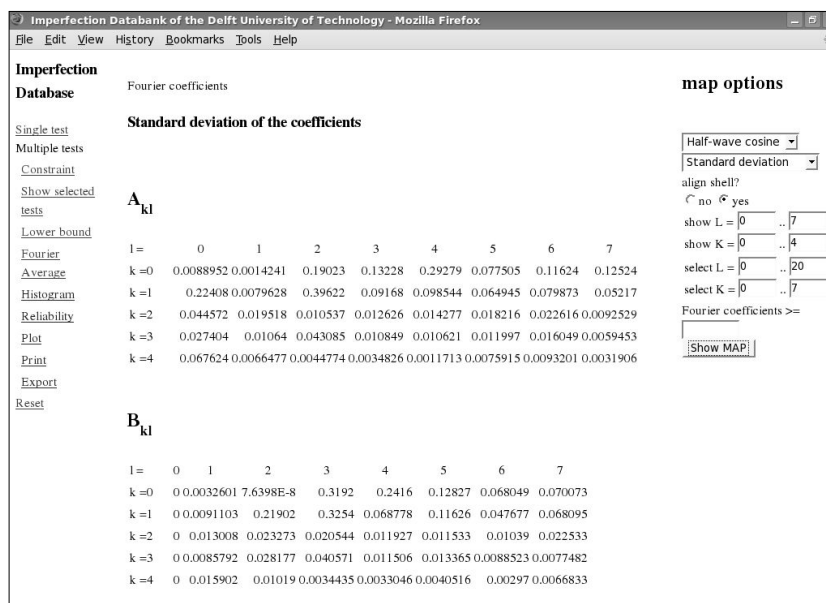 Imperfection Databank of the Delft University of Technology - Mozilla Firefox
File Edit View History Bookmarks Tools Help
Imperfection
Database
Single test
Multiple tests
Constraint
Show selected
tests
Lower bound
Fourier
Average
Histogram
Reliability
Plot
Print
Export
Reset
Fourier coefficients
Standard deviation of the coefficients
A_kl
l = 0 1 2 3 4 5 6 7
k =0 0.0088952 0.0014241 0.19023 0.13228 0.29279 0.077505 0.11624 0.12524
k =1 0.22408 0.0079628 0.39622 0.09168 0.098544 0.064945 0.079873 0.05217
k =2 0.044572 0.019518 0.010537 0.012626 0.014277 0.018216 0.022616 0.0092529
k =3 0.027404 0.01064 0.043085 0.010849 0.010621 0.011997 0.016049 0.0059453
k =4 0.067624 0.0066477 0.0044774 0.0034826 0.0011713 0.0075915 0.0093201 0.0031906
B_kl
l = 0 1 2 3 4 5 6 7
k =0 0 0.0032601 7.6398E-8 0.3192 0.2416 0.12827 0.068049 0.070073
k =1 0 0.0091103 0.21902 0.3254 0.068778 0.11626 0.047677 0.068095
k =2 0 0.013008 0.023273 0.020544 0.011927 0.011533 0.01039 0.022533
k =3 0 0.0085792 0.028177 0.040571 0.011506 0.013365 0.0088523 0.0077482
k =4 0 0.015902 0.01019 0.0034435 0.0033046 0.0040516 0.00297 0.0066833
map options
Half-wave cosine
Standard deviation
align shell?
no yes
show L = 0 .. 7
show K = 0 .. 4
select L = 0 .. 20
select K = 0 .. 7
Fourier coefficients >=
Show MAP